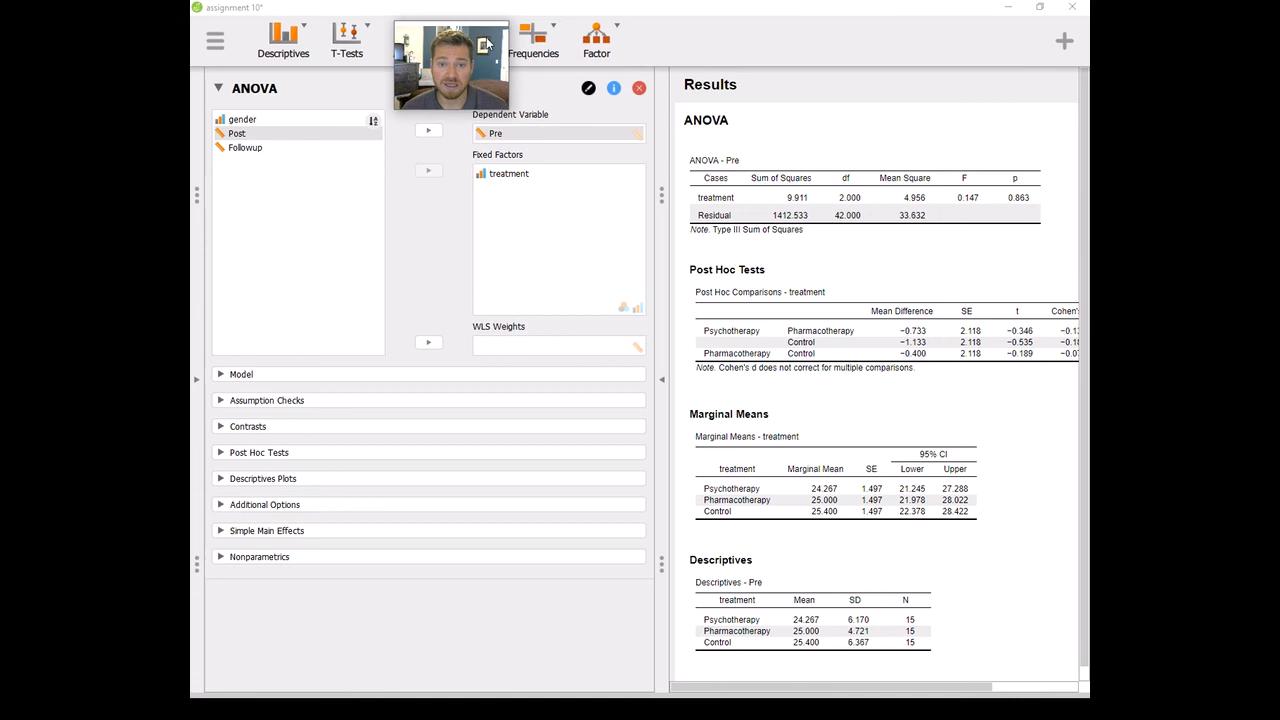 assignment 10*
Descriptives T-Tests Frequencies Factor
ANOVA
gender
Post
Followup
Dependent Variable
Pre
Fixed Factors
treatment
WLS Weights
Model
Assumption Checks
Contrasts
Post Hoc Tests
Descriptives Plots
Additional Options
Simple Main Effects
Nonparametrics
Results
ANOVA
ANOVA - Pre
Cases Sum of Squares df Mean Square F p
treatment 9.911 2.000 4.956 0.147 0.863
Residual 1412.533 42.000 33.632
Note. Type III Sum of Squares
Post Hoc Tests
Post Hoc Comparisons - treatment
Mean Difference SE t Cohen's
Psychotherapy Pharmacotherapy −0.733 2.118 −0.346
Control −1.133 2.118 −0.535
Pharmacotherapy Control −0.400 2.118 −0.189
Note. Cohen's d does not correct for multiple comparisons.
Marginal Means
Marginal Means - treatment
95% CI
treatment Marginal Mean SE Lower Upper
Psychotherapy 24.267 1.497 21.245 27.288
Pharmacotherapy 25.000 1.497 21.978 28.022
Control 25.400 1.497 22.378 28.422
Descriptives
Descriptives - Pre
treatment Mean SD N
Psychotherapy 24.267 6.170 15
Pharmacotherapy 25.000 4.721 15
Control 25.400 6.367 15